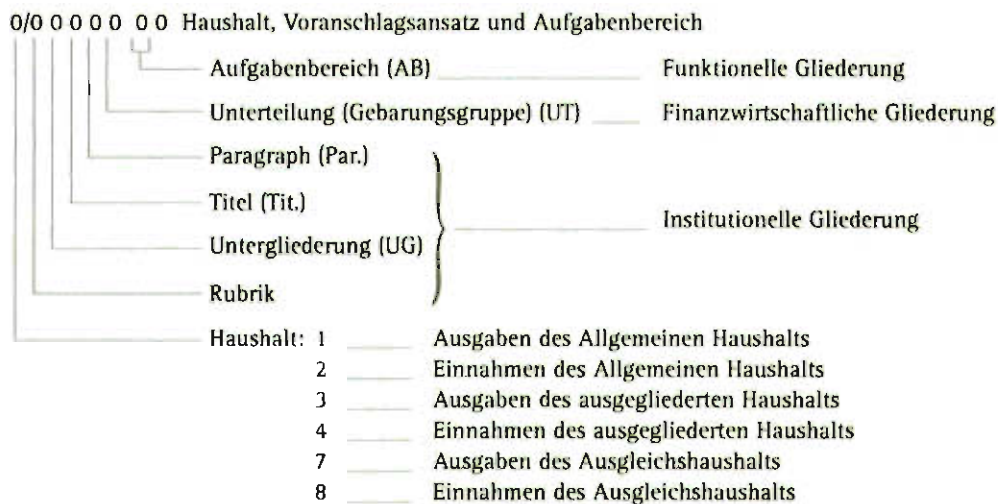 0/0 0 0 0 0 0 0 Haushalt, Voranschlagsansatz und Aufgabenbereich
Aufgabenbereich (AB) Funktionelle Gliederung
Unterteilung (Gebarungsgruppe) (UT) Finanzwirtschaftliche Gliederung
Paragraph (Par.)
Titel (Tit.)
Institutionelle Gliederung
Untergliederung (UG)
Rubrik
Haushalt: 1 Ausgaben des Allgemeinen Haushalts
2 Einnahmen des Allgemeinen Haushalts
3 Ausgaben des ausgegliederten Haushalts
4 Einnahmen des ausgegliederten Haushalts
7 Ausgaben des Ausgleichshaushalts
8 Einnahmen des Ausgleichshaushalts